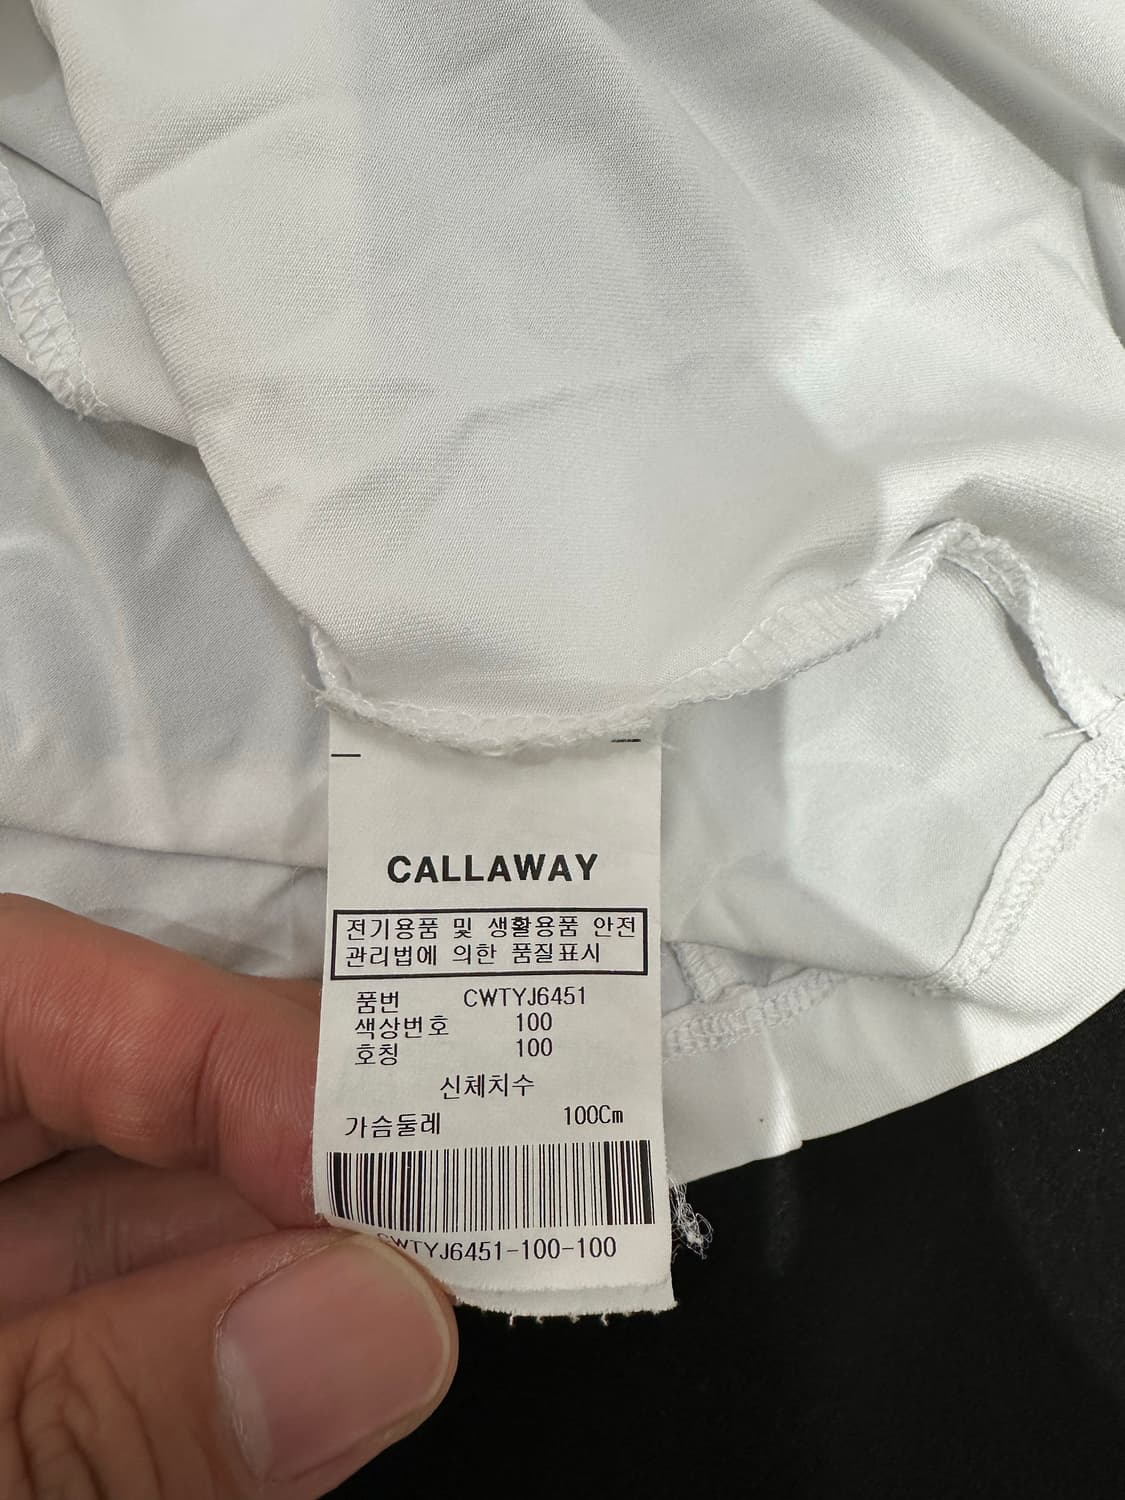 CALLAWAY
전기용품 및 생활용품 안전
관리법에 의한 품질표시
품번 CWTYJ6451
색상번호 100
호칭 100
신체치수
가슴둘레 100Cm
CWTYJ6451-100-100